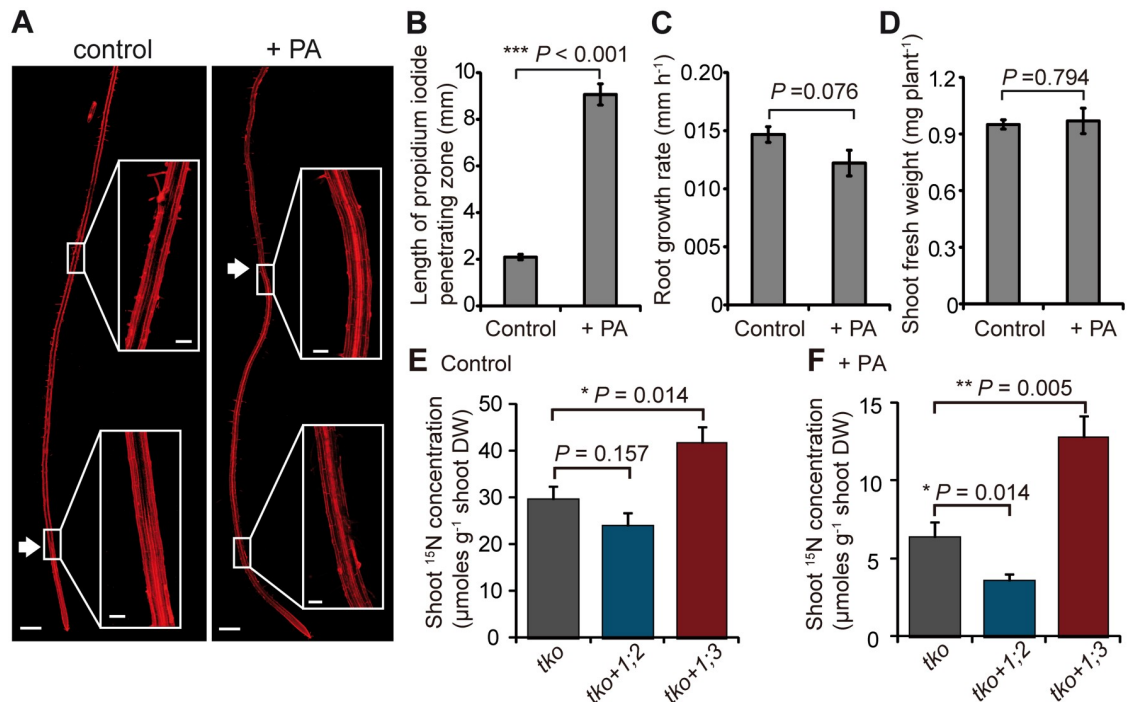 A
control
+ PA
B
*** P < 0.001
Length of propidium iodide
penetrating zone (mm)
10
8
6
4
2
0
Control
+ PA
C
P = 0.076
Root growth rate (mm h⁻¹)
0.20
0.15
0.10
005
0
Control
+ PA
D
P = 0.794
Shoot fresh weight (mg plant⁻¹)
1.2
0.9
0.6
0.3
0
Control
+ PA
E Control
* P = 0.014
P = 0.157
Shoot ¹⁵N concentration
(μmoles g⁻¹ shoot DW)
50
40
30
20
10
0
tko
tko+1;2
tko+1;3
F + PA
** P = 0.005
* P = 0.014
Shoot ¹⁵N concentration
(μmoles g⁻¹ shoot DW)
15
10
5
0
tko
tko+1;2
tko+1;3